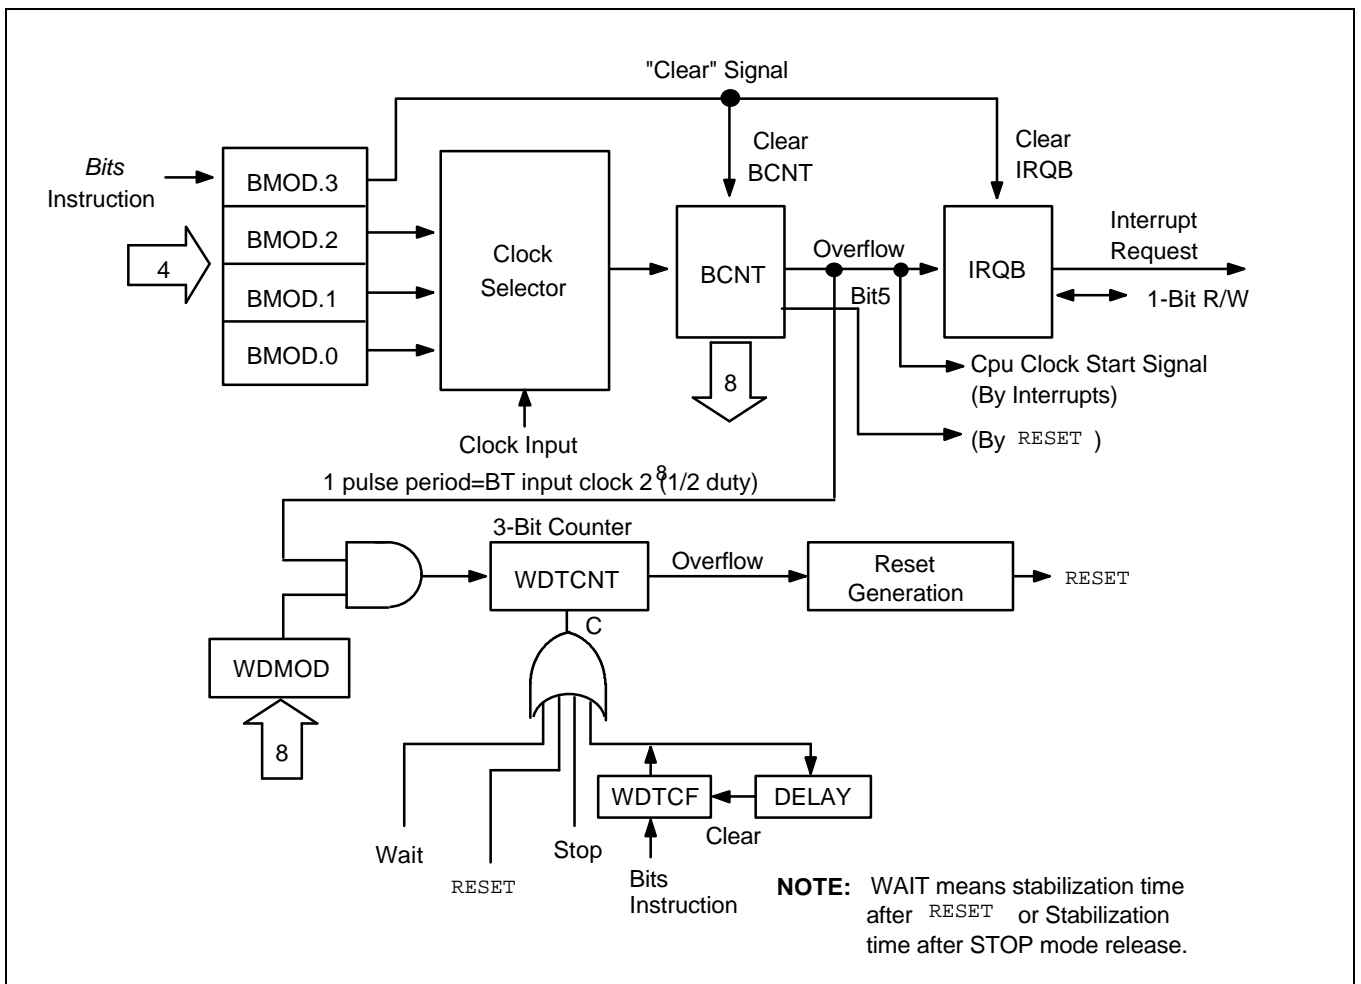 "Clear" Signal
Bits
Instruction
4
BMOD.3
BMOD.2
BMOD.1
BMOD.0
Clock
Selector
Clock Input
Clear
BCNT
BCNT
8
Overflow
Bit5
Clear
IRQB
IRQB
Interrupt
Request
1-Bit R/W
Cpu Clock Start Signal
(By Interrupts)
(By RESET )
1 pulse period=BT input clock 2 8 (1/2 duty)
3-Bit Counter
WDTCNT
Overflow
Reset
Generation
RESET
C
WDMOD
8
WDTCF
DELAY
Clear
Wait
RESET
Stop
Bits
Instruction
NOTE: WAIT means stabilization time
after RESET or Stabilization
time after STOP mode release.